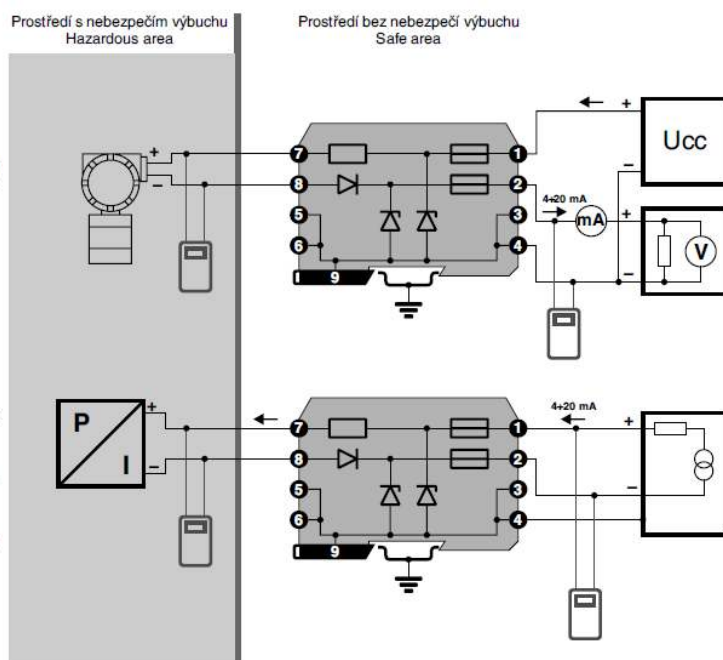 Prostředí s nebezpečím výbuchu
Hazardous area
Prostředí bez nebezpečí výbuchu
Safe area
+
–
7
8
5
6
9
1
2
3
4
4÷20 mA
mA
+
–
Ucc
+
–
V
P
I
+
–
7
8
5
6
9
1
2
3
4
4÷20 mA
+
–